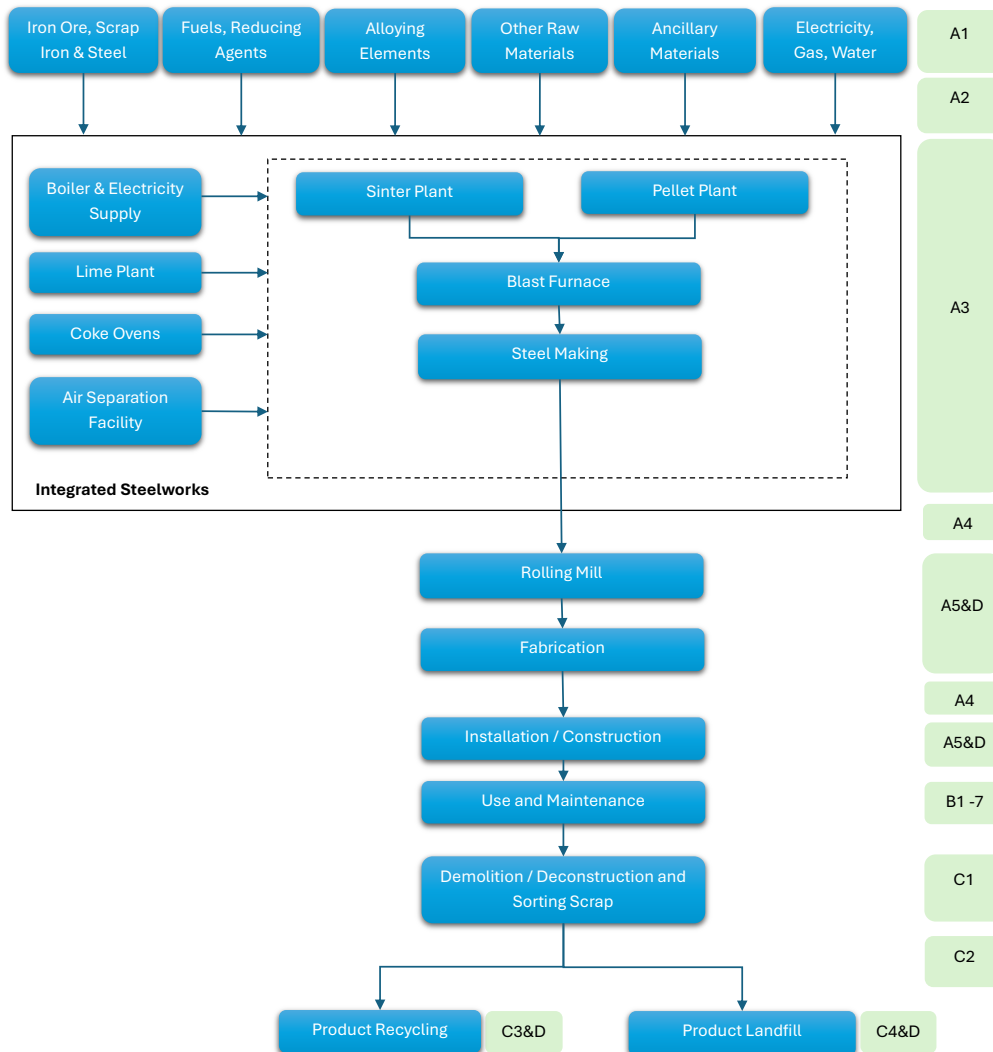 Iron Ore, Scrap
Iron & Steel
Fuels, Reducing
Agents
Alloying
Elements
Other Raw
Materials
Ancillary
Materials
Electricity,
Gas, Water
A1
A2
Boiler & Electricity
Supply
Sinter Plant
Pellet Plant
Lime Plant
Blast Furnace
A3
Coke Ovens
Steel Making
Air Separation
Facility
Integrated Steelworks
A4
Rolling Mill
A5&D
Fabrication
A4
Installation / Construction
A5&D
Use and Maintenance
B1 -7
Demolition / Deconstruction and
Sorting Scrap
C1
C2
Product Recycling
C3&D
Product Landfill
C4&D